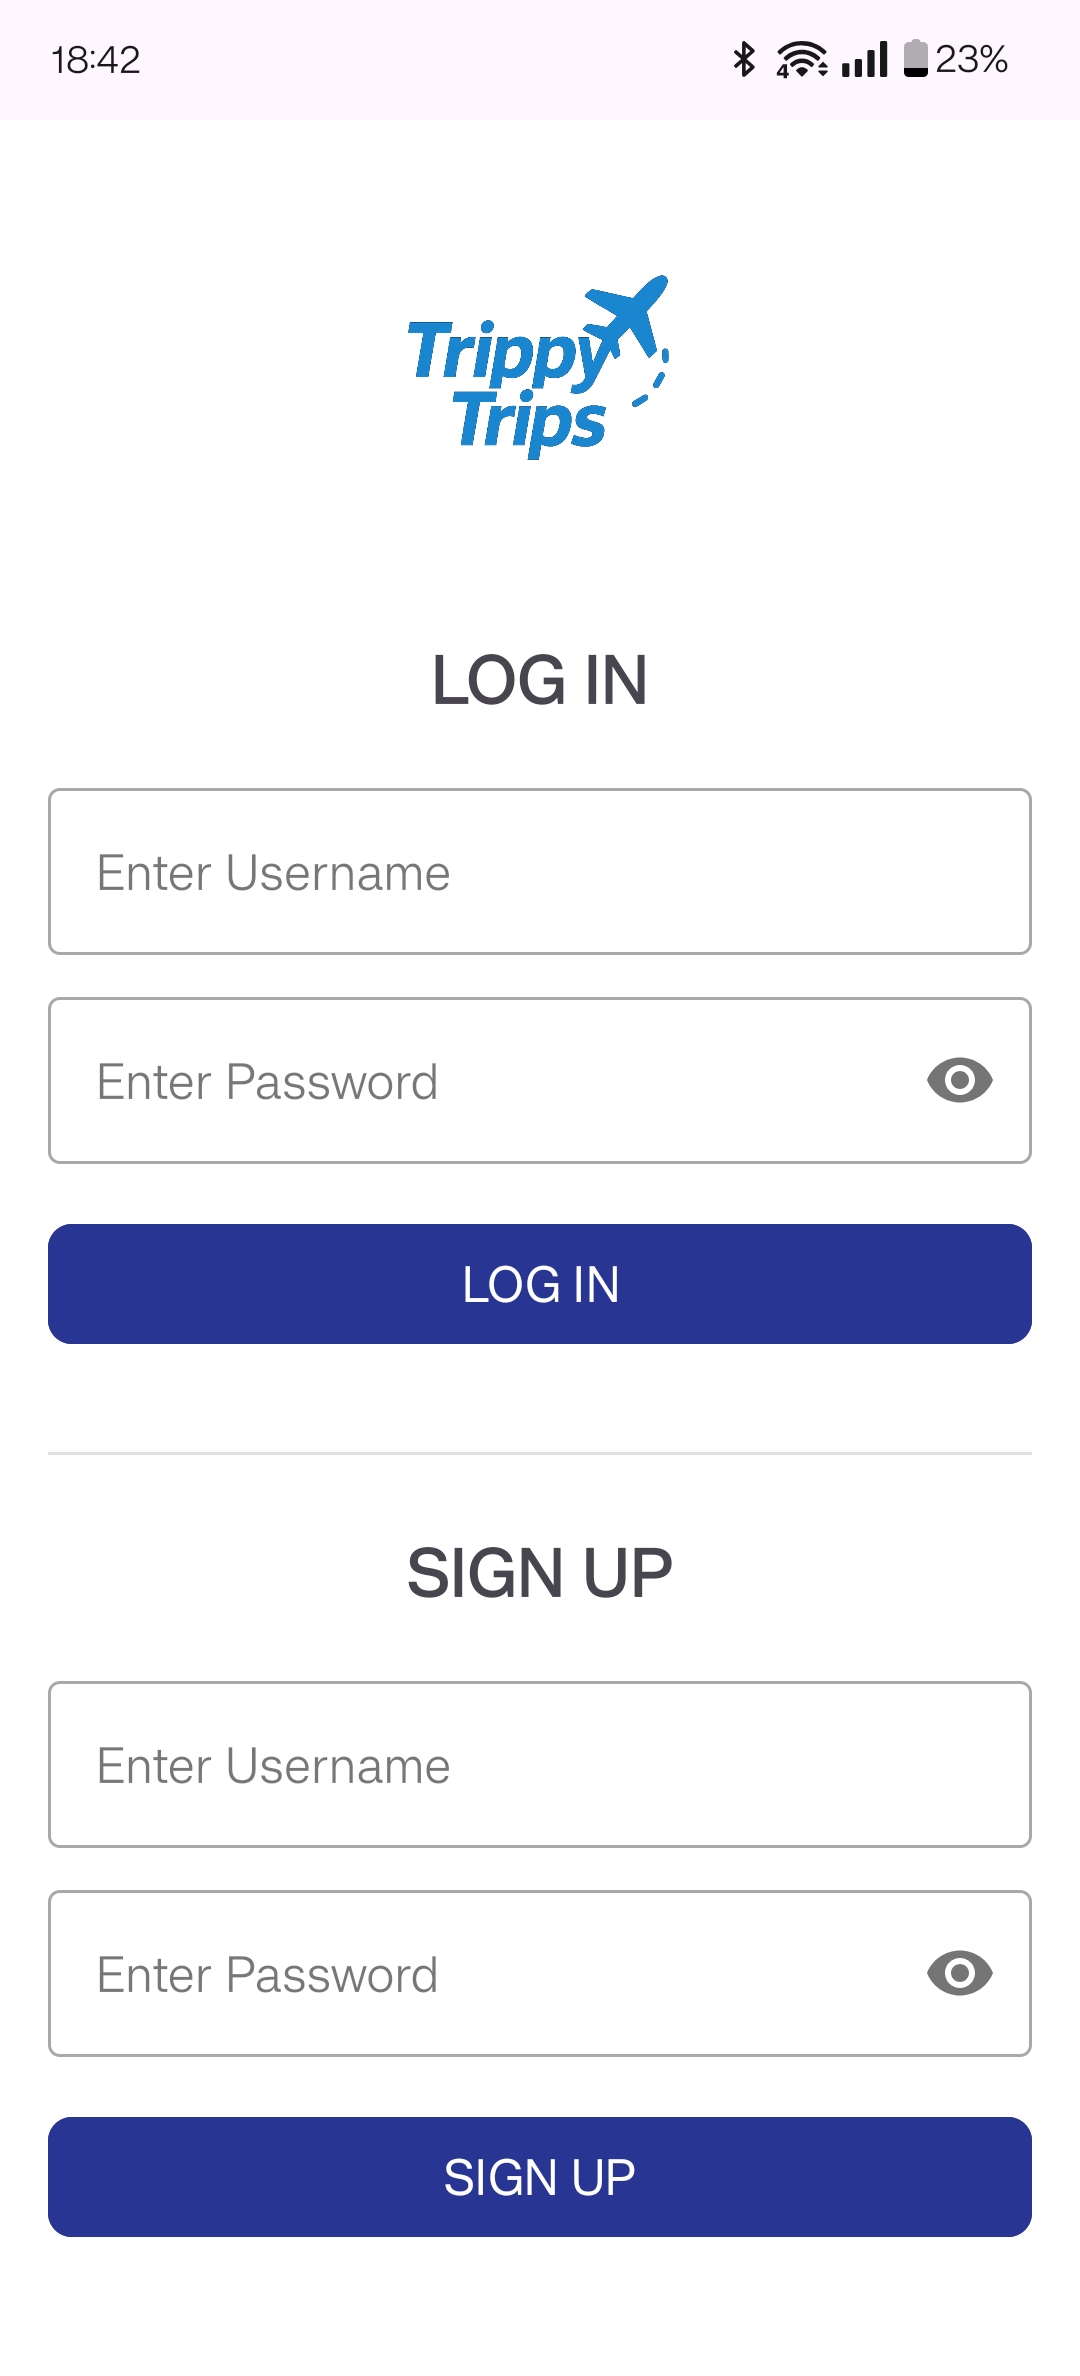 18:42
4
23%
Trippy
Trips
LOG IN
Enter Username
Enter Password
LOG IN
SIGN UP
Enter Username
Enter Password
SIGN UP